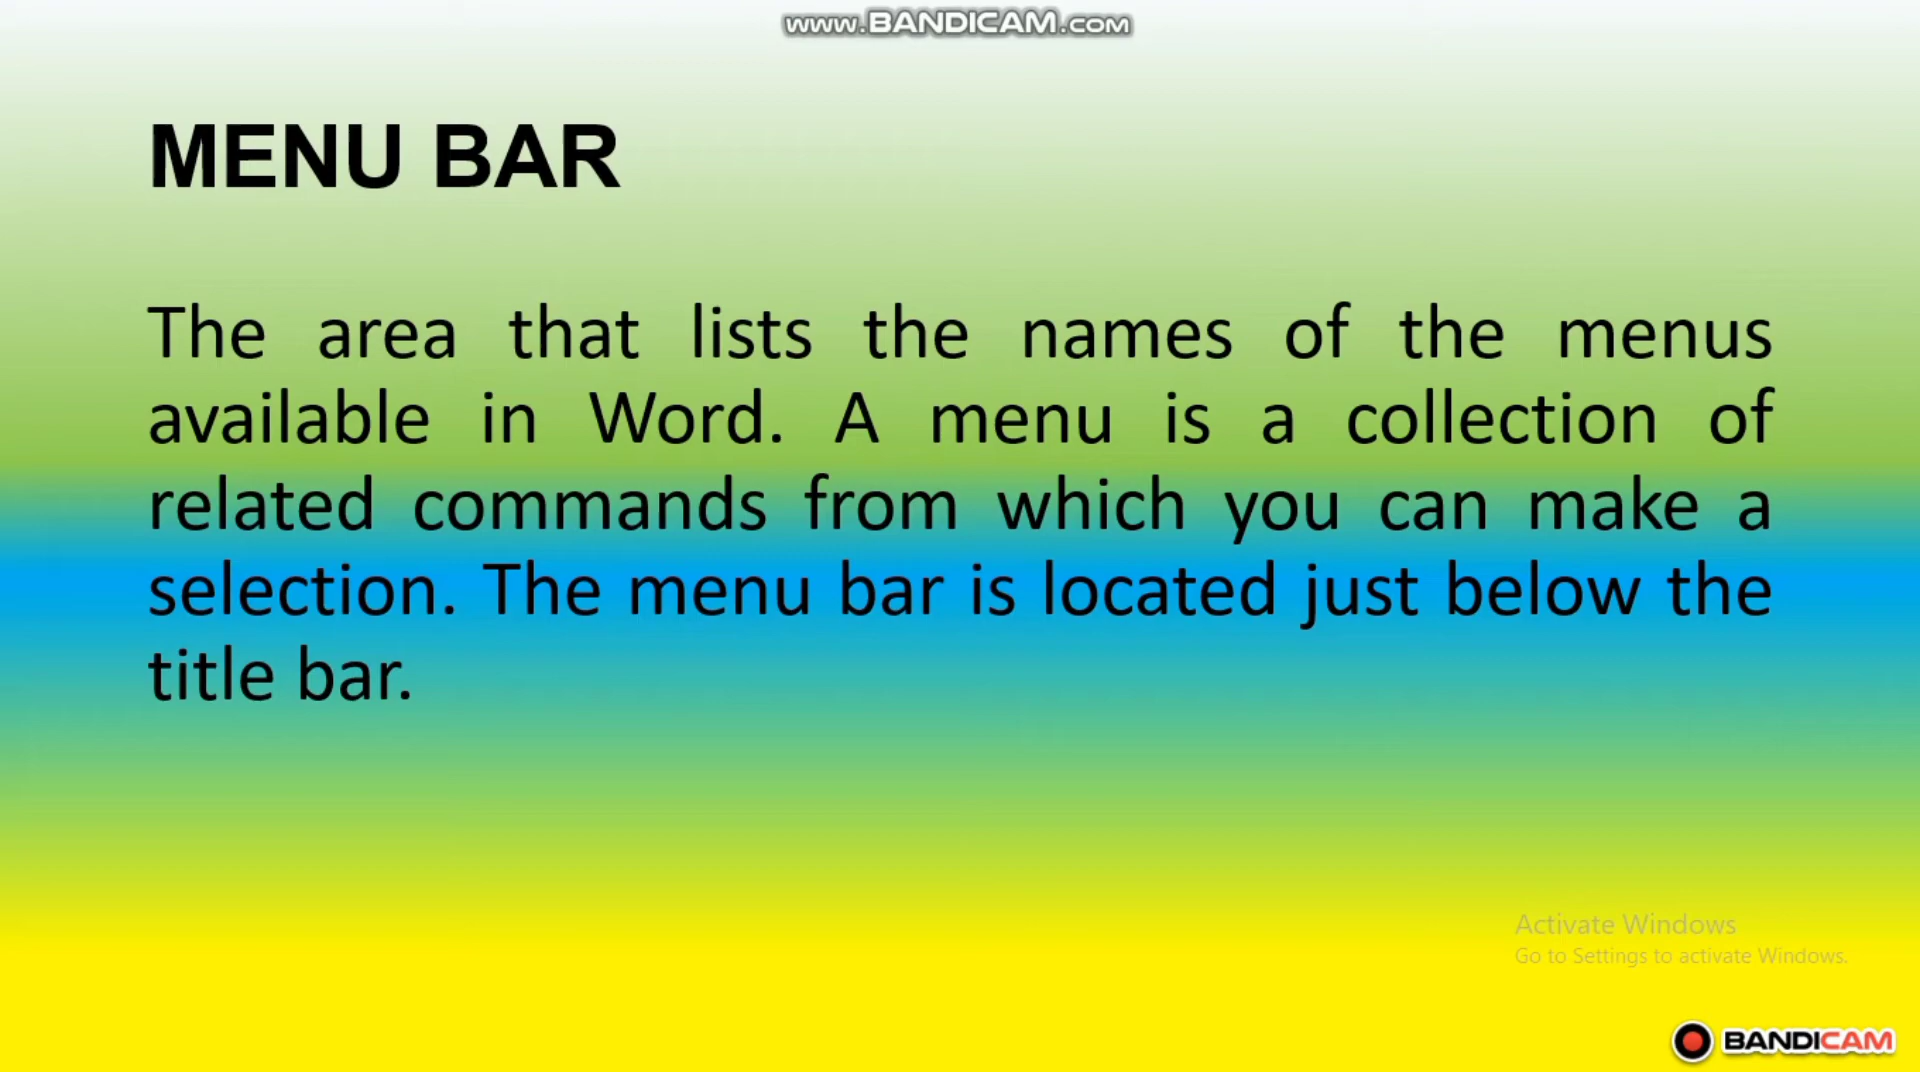 www.BANDICAM.com
MENU BAR
The area that lists the names of the menus
available in Word. A menu is a collection of
related commands from which you can make a
selection. The menu bar is located just below the
title bar.
Activate Windows
Go to Settings to activate Windows.
BANDICAM